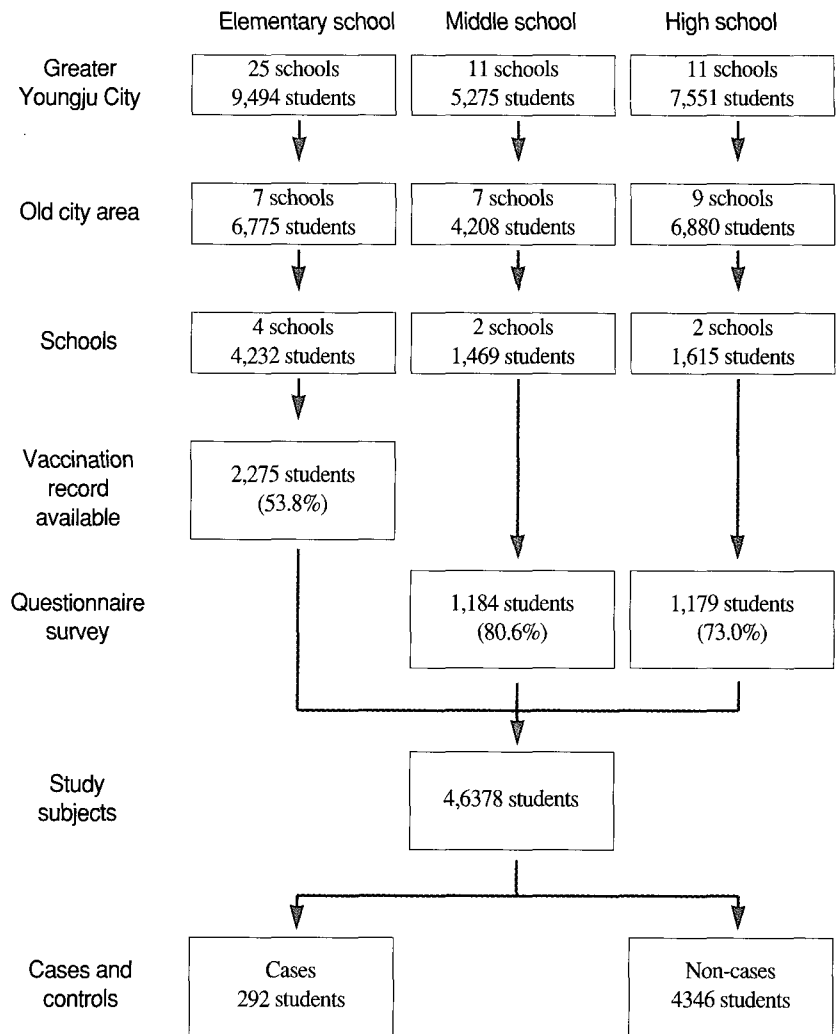 Elementary school Middle school High school
Greater
Youngju City
25 schools
9,494 students
11 schools
5,275 students
11 schools
7,551 students
Old city area
7 schools
6,775 students
7 schools
4,208 students
9 schools
6,880 students
Schools
4 schools
4,232 students
2 schools
1,469 students
2 schools
1,615 students
Vaccination
record
available
2,275 students
(53.8%)
Questionnaire
survey
1,184 students
(80.6%)
1,179 students
(73.0%)
Study
subjects
4,6378 students
Cases and
controls
Cases
292 students
Non-cases
4346 students